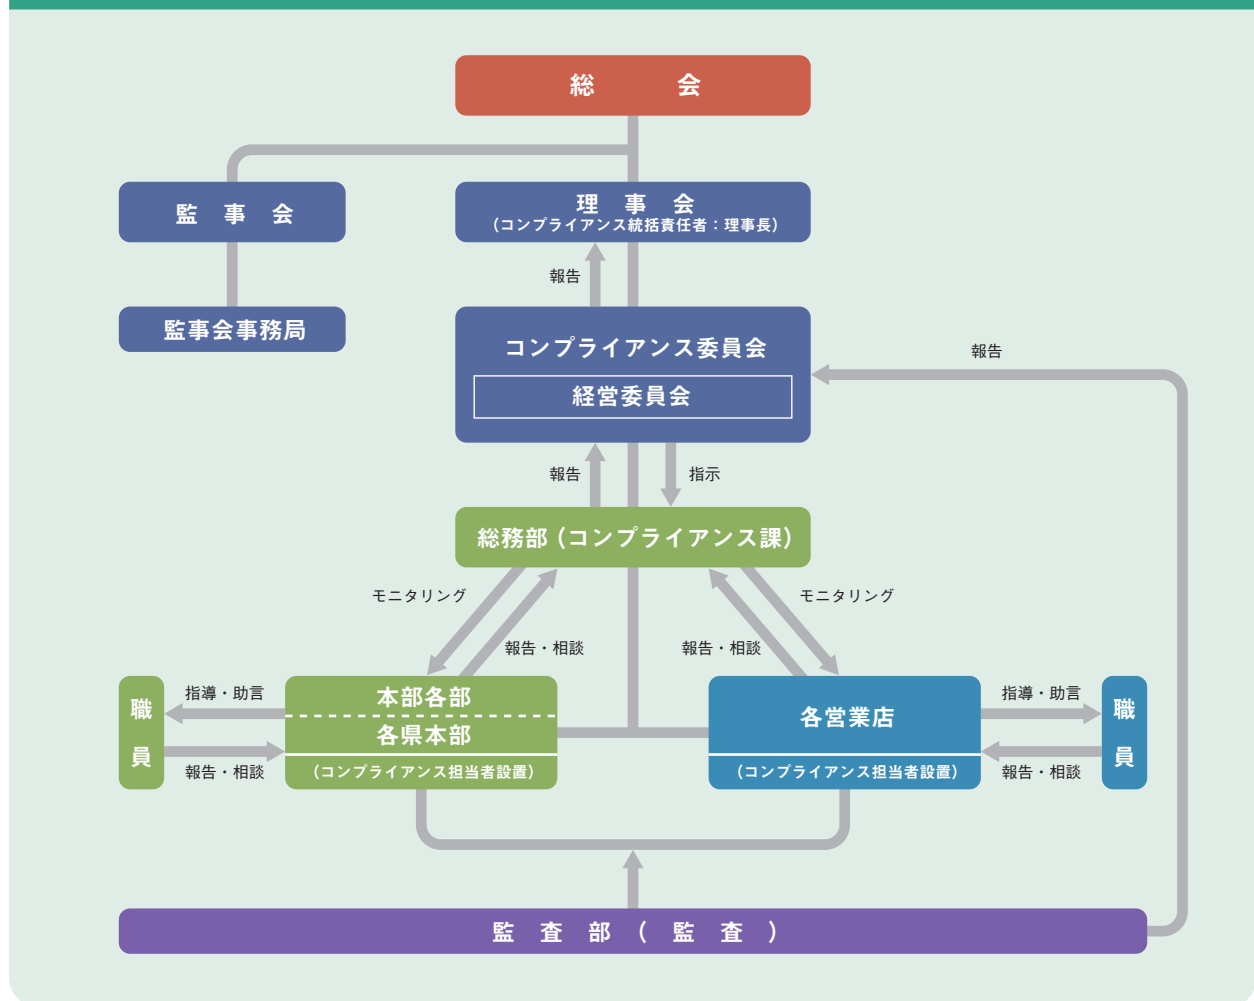 総会
監事会
理事会
（コンプライアンス統括責任者：理事長）
報告
監事会事務局
コンプライアンス委員会
経営委員会
報告
報告
指示
総務部（コンプライアンス課）
モニタリング
モニタリング
報告・相談
報告・相談
職員
指導・助言
報告・相談
本部各部
各県本部
（コンプライアンス担当者設置）
各営業店
（コンプライアンス担当者設置）
指導・助言
報告・相談
職員
監査部（監査）